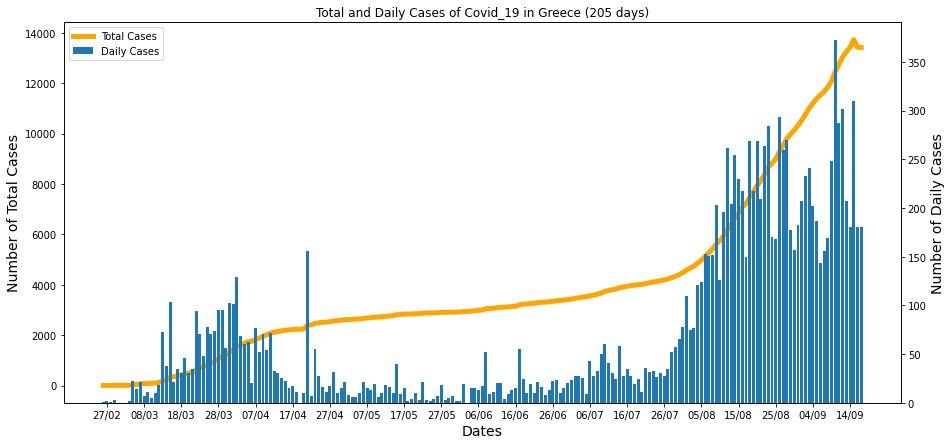 Total and Daily Cases of Covid_19 in Greece (205 days)
Total Cases
Daily Cases
14000
12000
10000
8000
6000
4000
2000
0
Number of Total Cases
350
300
250
200
150
100
50
0
Number of Daily Cases
27/02 08/03 18/03 28/03 07/04 17/04 27/04 07/05 17/05 27/05 06/06 16/06 26/06 06/07 16/07 26/07 05/08 15/08 25/08 04/09 14/09
Dates